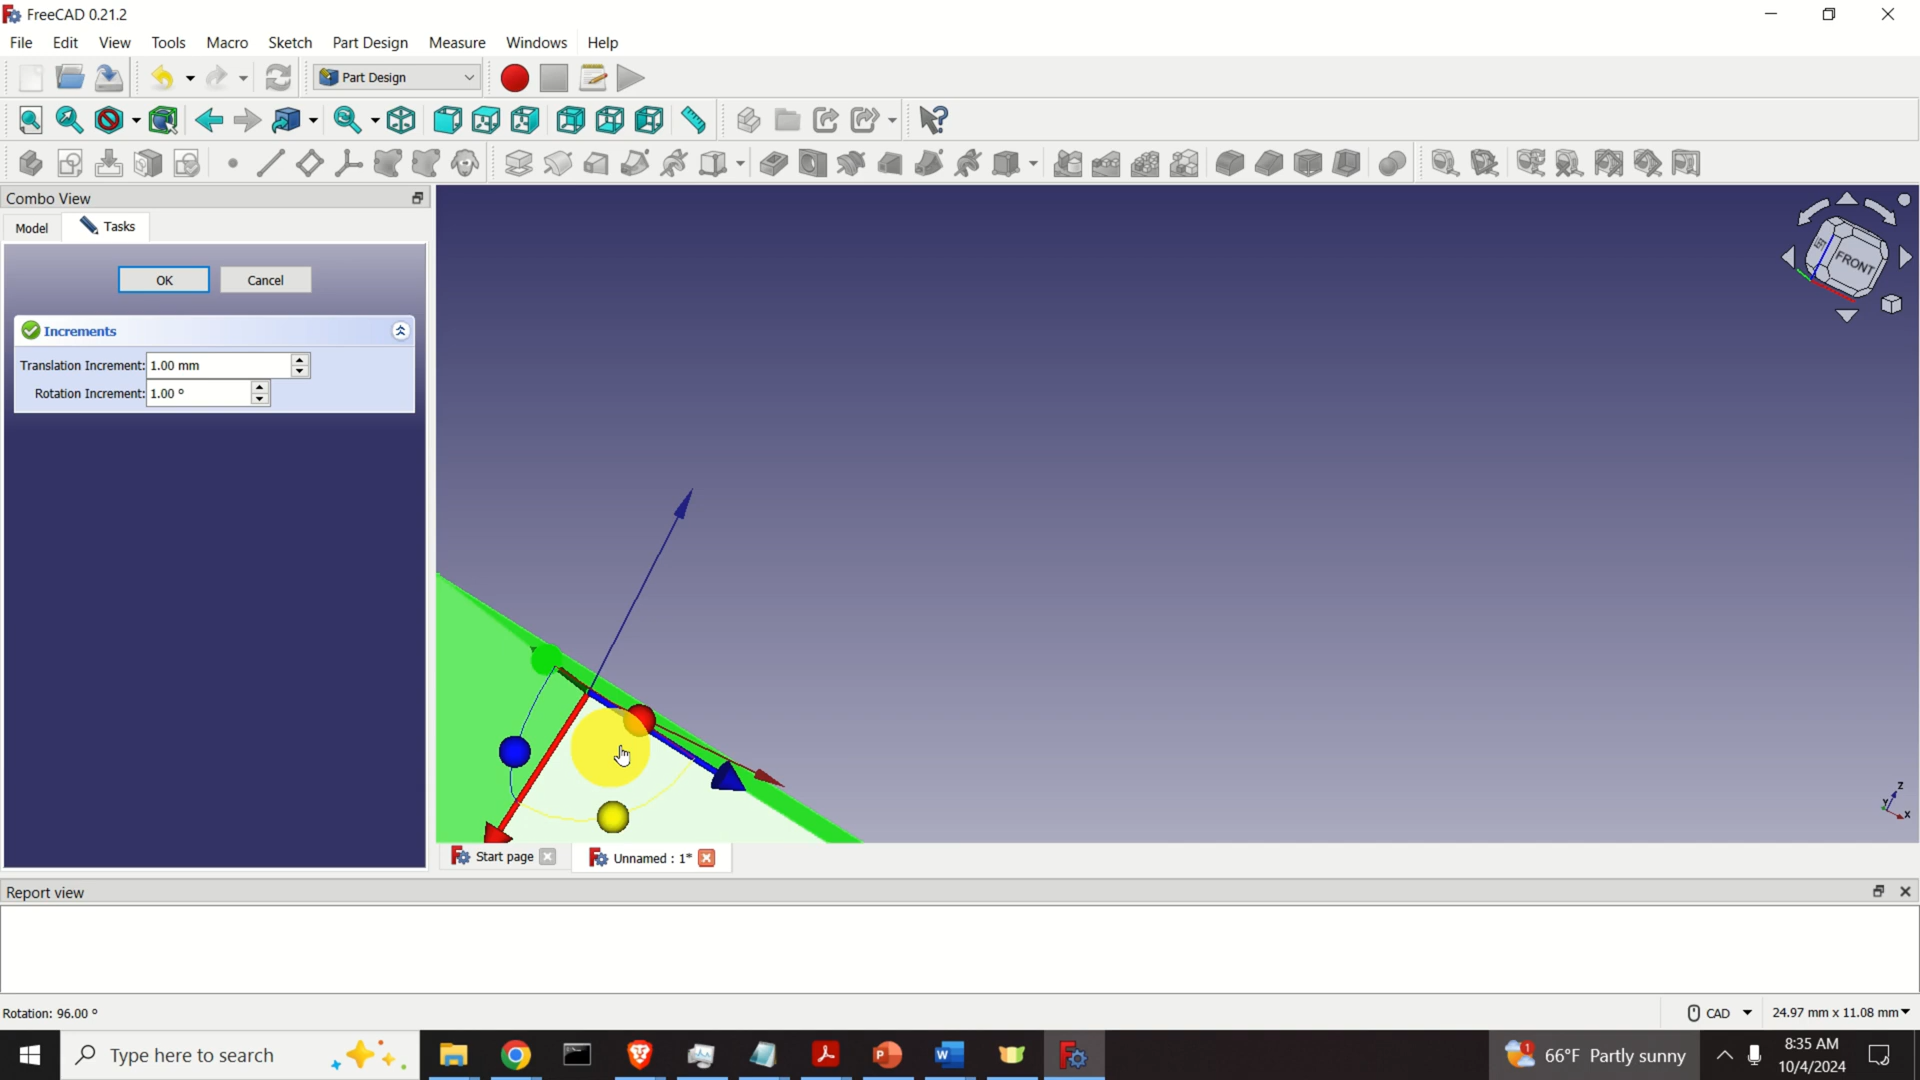 FreeCAD 0.21.2
File Edit View Tools Macro Sketch Part Design Measure Windows Help
Part Design
Combo View
Model Tasks
OK Cancel
Increments
Translation Increment: 1.00 mm
Rotation Increment: 1.00 °
FRONT
Z
Y
X
Start page Unnamed : 1*
Report view
Rotation: 96.00 °
CAD 24.97 mm x 11.08 mm
Type here to search
1
66°F Partly sunny
8:35 AM
10/4/2024